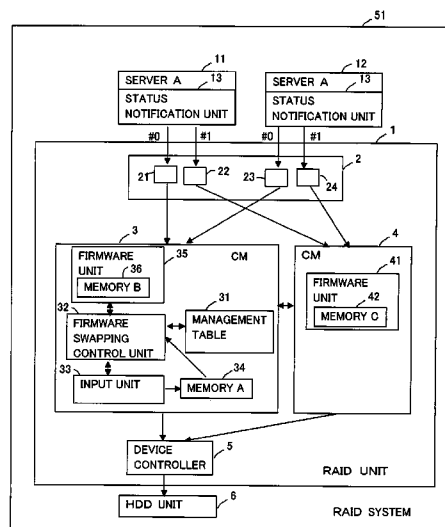 51
11
12
SERVER A
13
SERVER A
13
STATUS
NOTIFICATION UNIT
STATUS
NOTIFICATION UNIT
#0
#1
#0
#1
1
2
21
22
23
24
3
4
FIRMWARE
UNIT
35
CM
36
MEMORY B
CM
41
FIRMWARE
UNIT
42
MEMORY C
32
31
FIRMWARE
SWAPPING
CONTROL UNIT
MANAGEMENT
TABLE
33
34
INPUT UNIT
MEMORY A
5
DEVICE
CONTROLLER
RAID UNIT
6
HDD UNIT
RAID SYSTEM